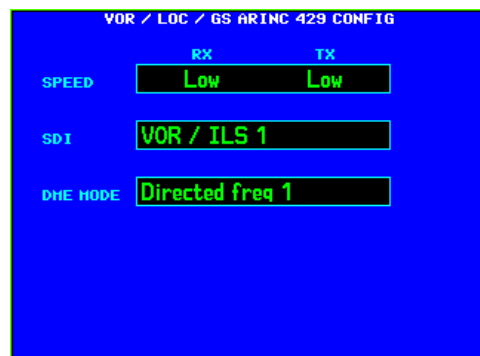 VOR / LOC / GS ARINC 429 CONFIG
RX TX
SPEED Low Low
SDI VOR / ILS 1
DME MODE Directed freq 1